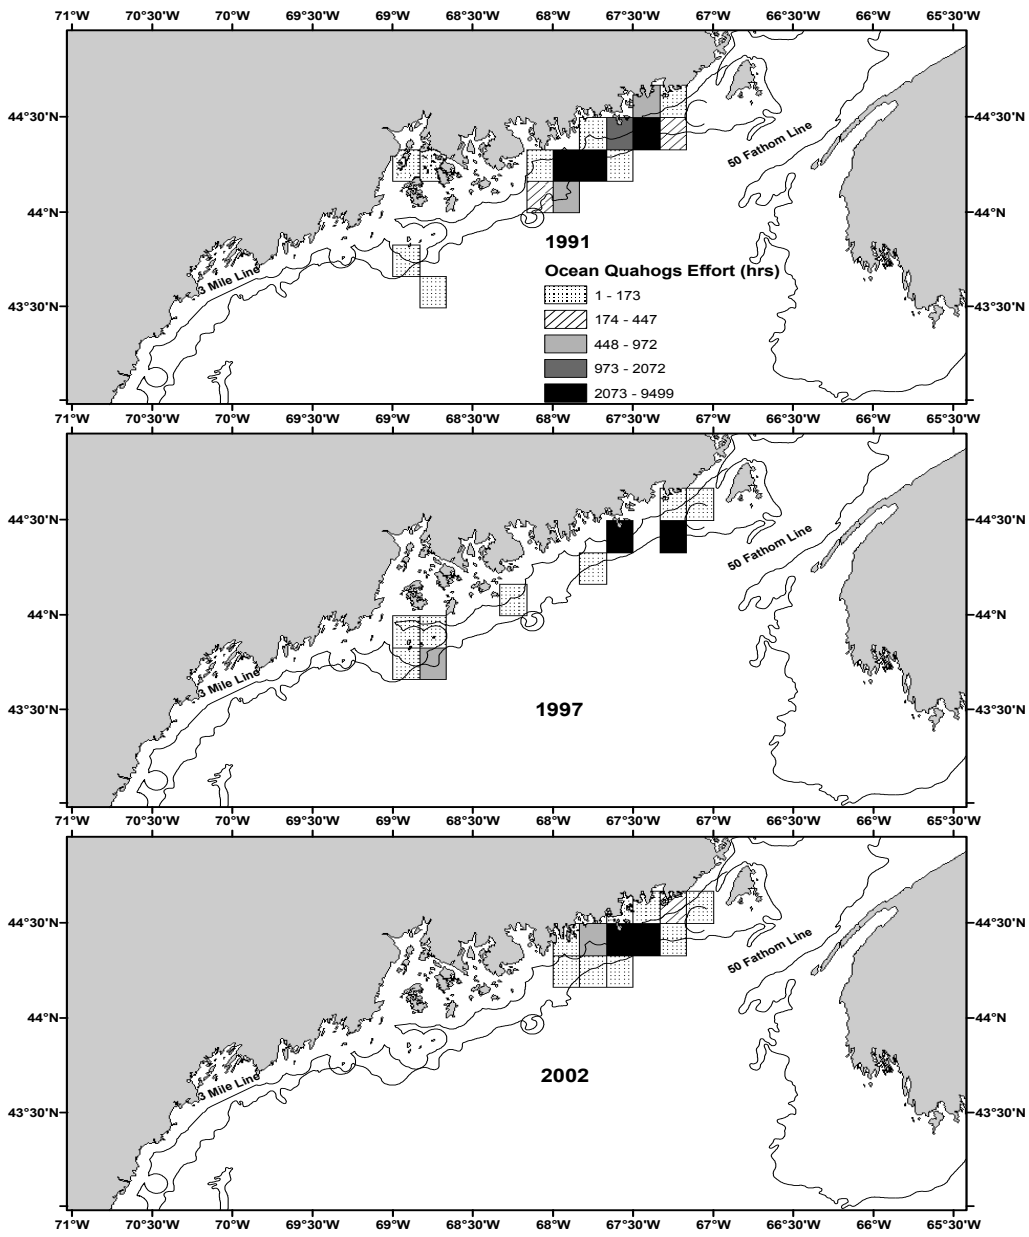 71°W 70°30'W 70°W 69°30'W 69°W 68°30'W 68°W 67°30'W 67°W 66°30'W 66°W 65°30'W
44°30'N 44°30'N
50 Fathom Line
44°N 44°N
1991
Ocean Quahogs Effort (hrs)
3 Mile Line
1 - 173
43°30'N 43°30'N
174 - 447
448 - 972
973 - 2072
2073 - 9499
71°W 70°30'W 70°W 69°30'W 69°W 68°30'W 68°W 67°30'W 67°W 66°30'W 66°W 65°30'W
44°30'N 44°30'N
50 Fathom Line
44°N 44°N
3 Mile Line
1997
43°30'N 43°30'N
71°W 70°30'W 70°W 69°30'W 69°W 68°30'W 68°W 67°30'W 67°W 66°30'W 66°W 65°30'W
44°30'N 44°30'N
50 Fathom Line
44°N 44°N
2002
3 Mile Line
43°30'N 43°30'N
71°W 70°30'W 70°W 69°30'W 69°W 68°30'W 68°W 67°30'W 67°W 66°30'W 66°W 65°30'W